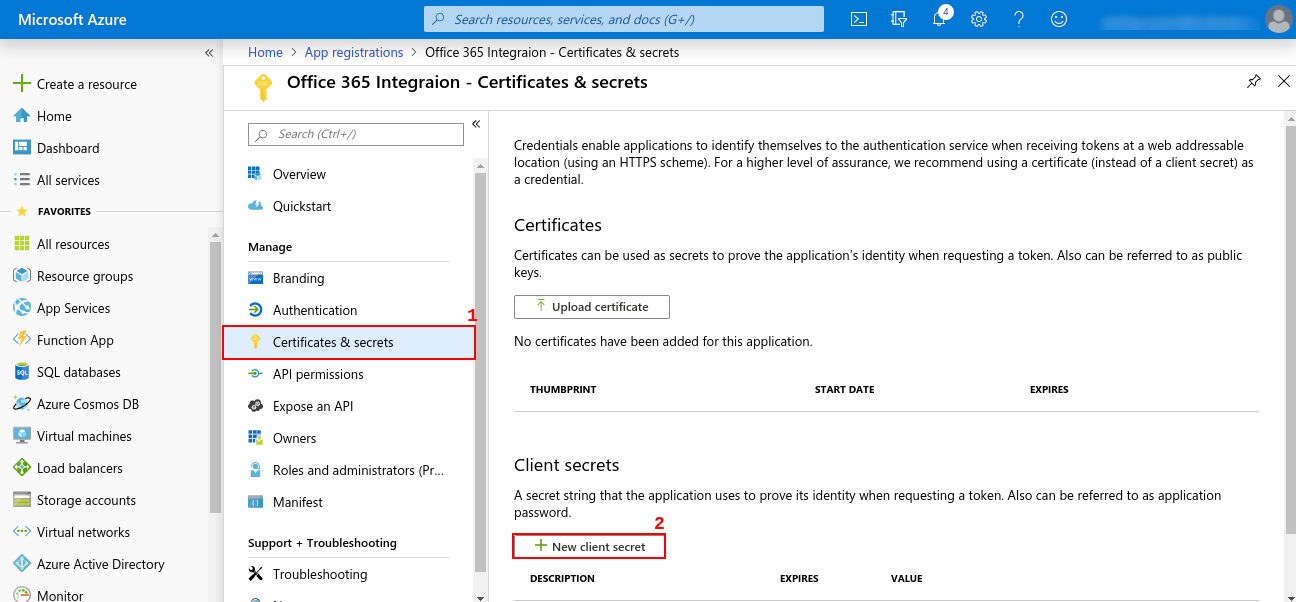 Microsoft Azure
Search resources, services, and docs (G+/)
4
?
«
Create a resource
Home
Dashboard
All services
FAVORITES
All resources
Resource groups
App Services
Function App
SQL databases
Azure Cosmos DB
Virtual machines
Load balancers
Storage accounts
Virtual networks
Azure Active Directory
Monitor
Home > App registrations > Office 365 Integraion - Certificates & secrets
Office 365 Integraion - Certificates & secrets
Search (Ctrl+/)
«
Overview
Quickstart
Manage
Branding
Authentication
1
Certificates & secrets
API permissions
Expose an API
Owners
Roles and administrators (Pr...
Manifest
Support + Troubleshooting
Troubleshooting
Credentials enable applications to identify themselves to the authentication service when receiving tokens at a web addressable
location (using an HTTPS scheme). For a higher level of assurance, we recommend using a certificate (instead of a client secret) as
a credential.
Certificates
Certificates can be used as secrets to prove the application's identity when requesting a token. Also can be referred to as public
keys.
Upload certificate
No certificates have been added for this application.
THUMBPRINT START DATE EXPIRES
Client secrets
A secret string that the application uses to prove its identity when requesting a token. Also can be referred to as application
password.
2
New client secret
DESCRIPTION EXPIRES VALUE